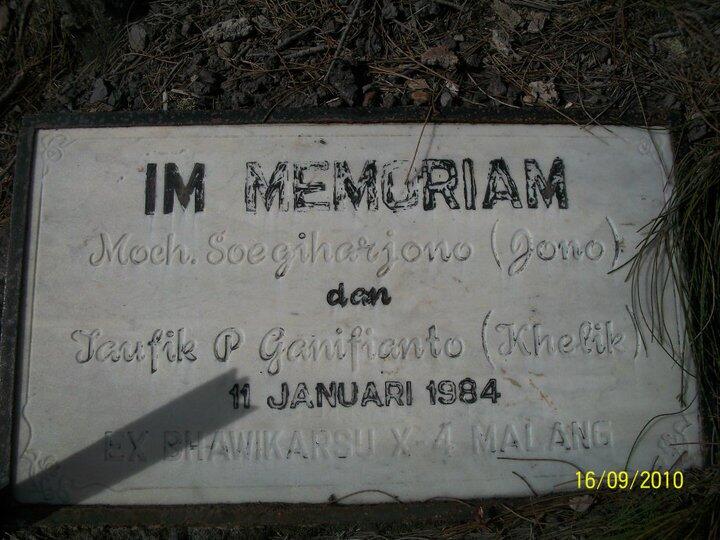 IM MEMORIAM
Moch. Soegiharjono (Jono)
dan
Taufik P Ganifianto (Khelik)
11 JANUARI 1984
EX BHAWIKARSU X-4 MALANG
16/09/2010